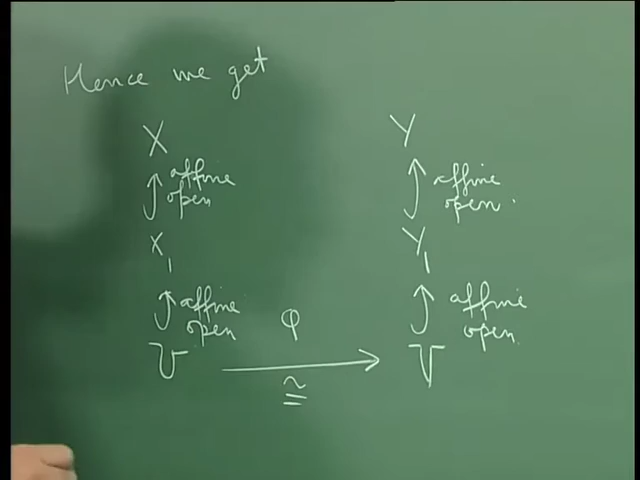 Hence we get
X Y
affine open affine open.
X₁ Y₁
affine open φ affine open
U ≅ V